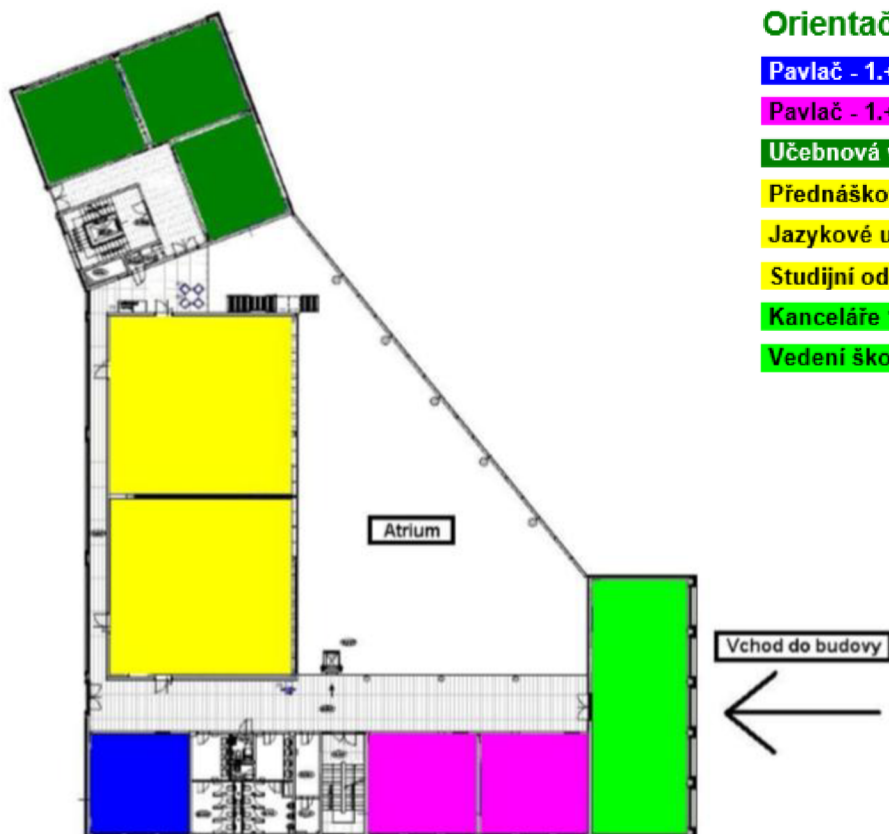 Orientač
Pavlač - 1.
Pavlač - 1.
Učebnová
Přednáško
Jazykové u
Studijní od
Kanceláře
Vedení ško
Atrium
Vchod do budovy